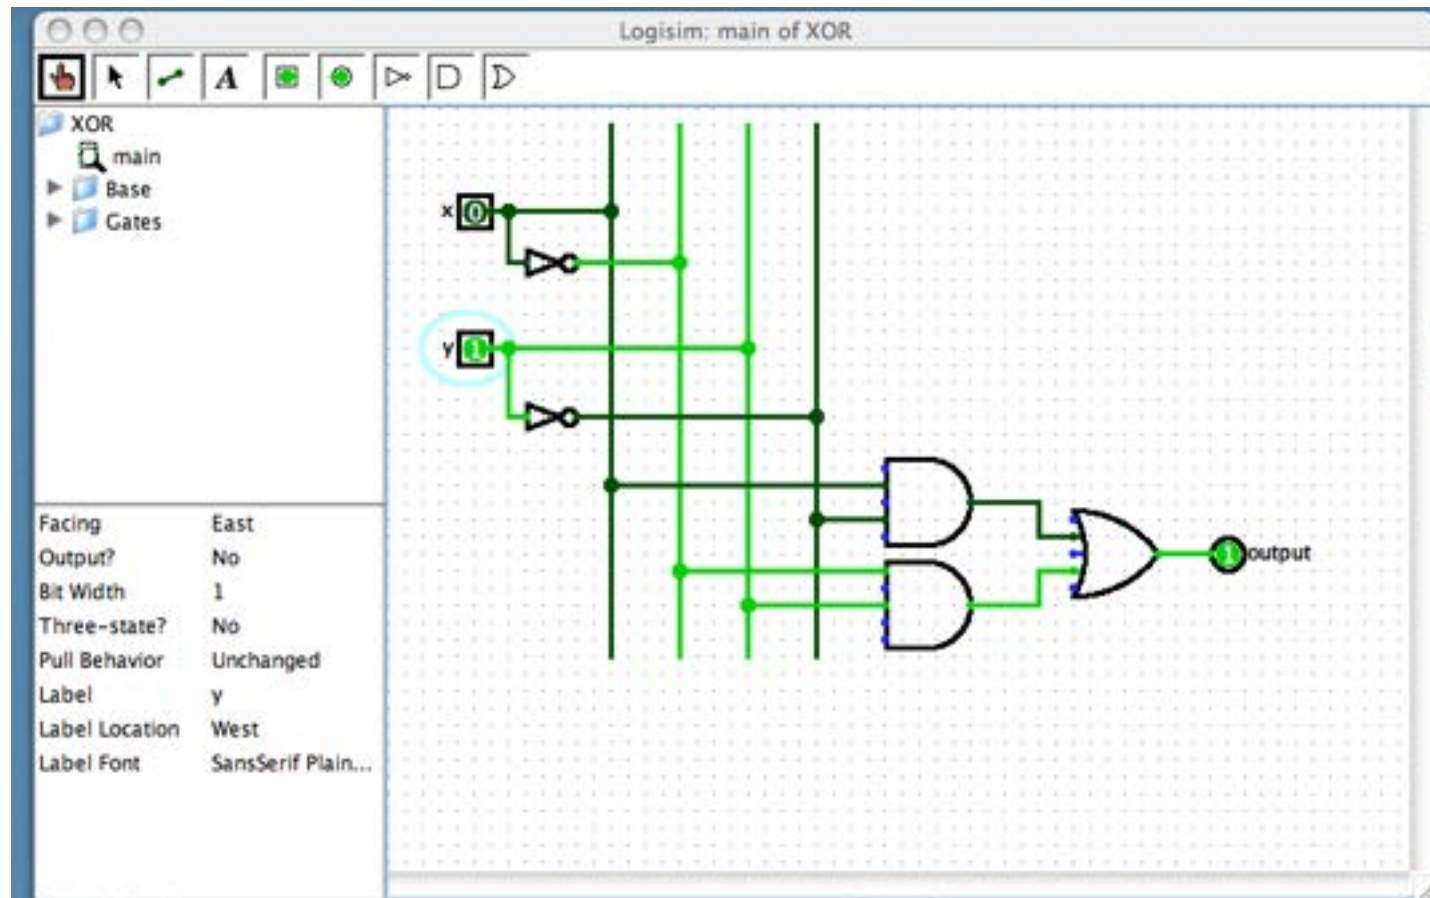 Logisim: main of XOR
A
XOR
main
Base
Gates
x 0
y 1
1 output
Facing East
Output? No
Bit Width 1
Three-state? No
Pull Behavior Unchanged
Label y
Label Location West
Label Font SansSerif Plain...